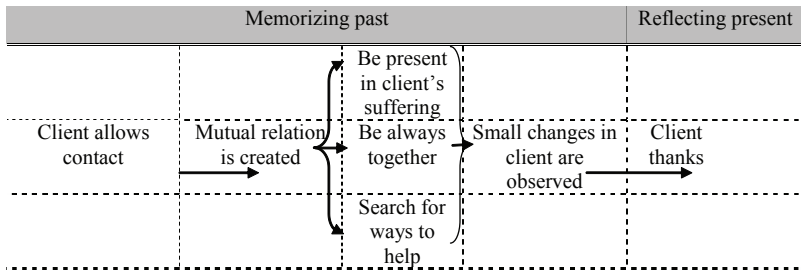 Memorizing past
Reflecting present
Client allows
contact
Mutual relation
is created
Be present
in client's
suffering
Be always
together
Search for
ways to
help
Small changes in
client are
observed
Client
thanks